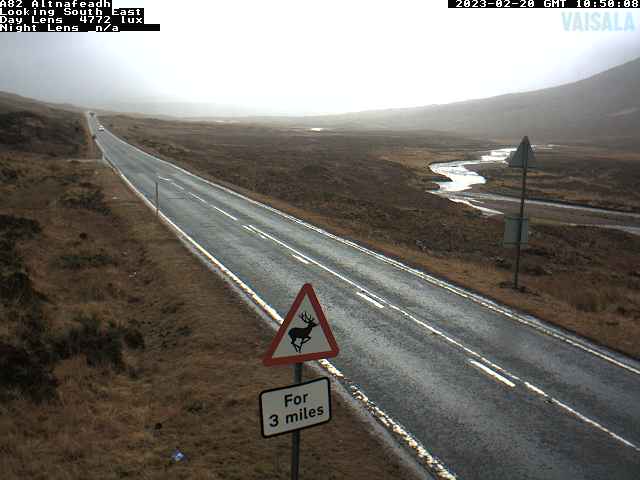 A82 Altnafeadh
Looking South East
Day Lens 4772 lux
Night Lens n/a
2023-02-20 GMT 10:50:08
VAISALA
For
3 miles